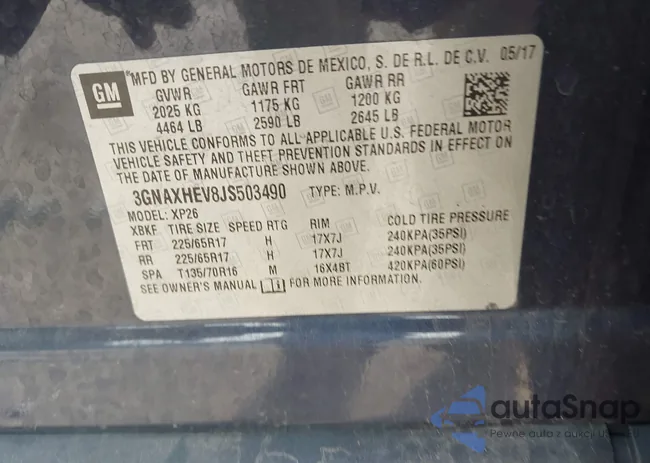 GM
MFD BY GENERAL MOTORS DE MEXICO, S. DE R.L. DE C.V. 05/17
GVWR GAWR FRT GAWR RR
2025 KG 1175 KG 1200 KG
4464 LB 2590 LB 2645 LB
THIS VEHICLE CONFORMS TO ALL APPLICABLE U.S. FEDERAL MOTOR
VEHICLE SAFETY AND THEFT PREVENTION STANDARDS IN EFFECT ON
THE DATE OF MANUFACTURE SHOWN ABOVE.
3GNAXHEV8JS503490 TYPE: M.P.V.
MODEL: XP26
XBKF TIRE SIZE SPEED RTG RIM COLD TIRE PRESSURE
FRT 225/65R17 H 17X7J 240KPA(35PSI)
RR 225/65R17 H 17X7J 240KPA(35PSI)
SPA T135/70R16 M 16X4BT 420KPA(60PSI)
SEE OWNER'S MANUAL FOR MORE INFORMATION.
autaSnap
Pewne auta z aukcji